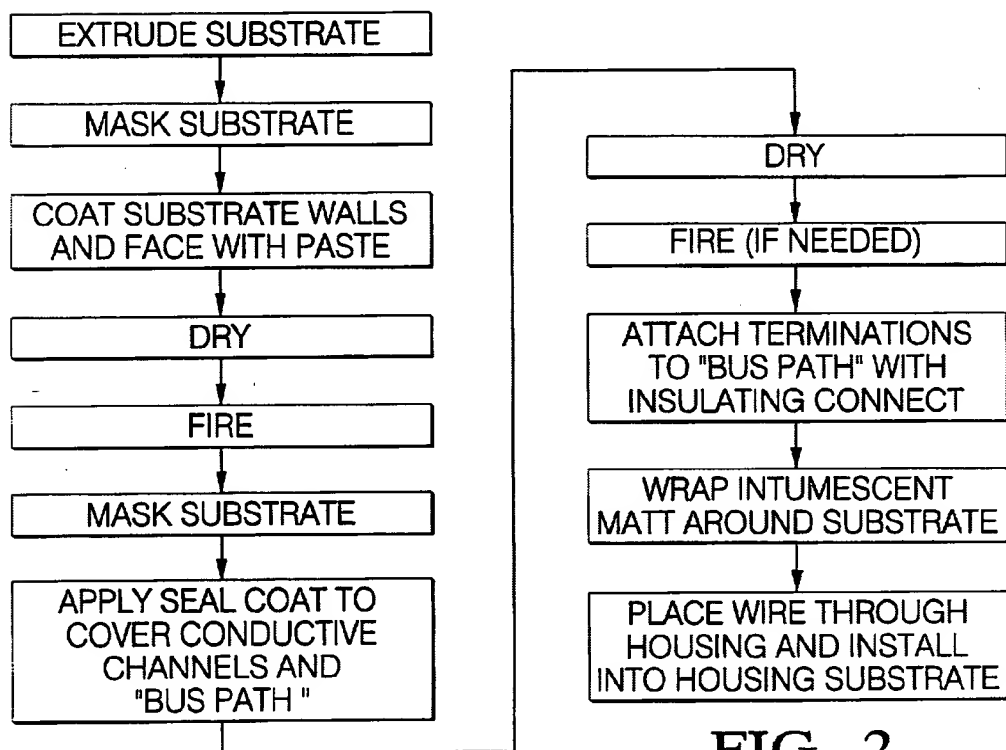 EXTRUDE SUBSTRATE
MASK SUBSTRATE
COAT SUBSTRATE WALLS
AND FACE WITH PASTE
DRY
FIRE
MASK SUBSTRATE
APPLY SEAL COAT TO
COVER CONDUCTIVE
CHANNELS AND
"BUS PATH "
DRY
FIRE (IF NEEDED)
ATTACH TERMINATIONS
TO "BUS PATH" WITH
INSULATING CONNECT
WRAP INTUMESCENT
MATT AROUND SUBSTRATE
PLACE WIRE THROUGH
HOUSING AND INSTALL
INTO HOUSING SUBSTRATE
FIG. 2